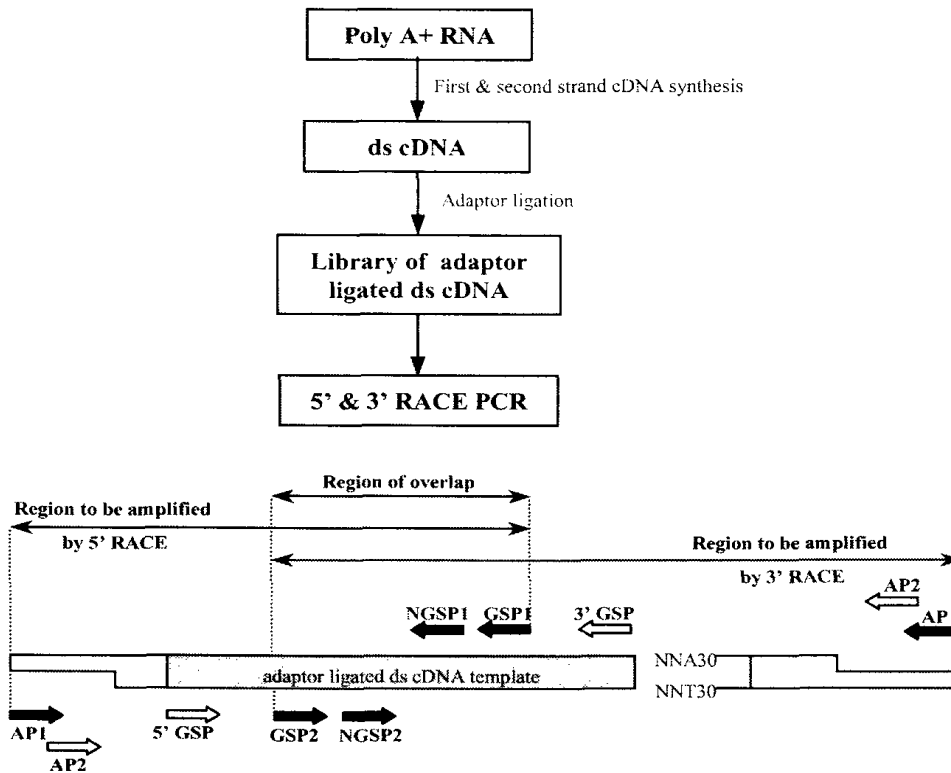 Poly A+ RNA
First & second strand cDNA synthesis
ds cDNA
Adaptor ligation
Library of adaptor
ligated ds cDNA
5' & 3' RACE PCR
Region of overlap
Region to be amplified
by 5' RACE
Region to be amplified
by 3' RACE
AP2
NGSP1
GSP1
3' GSP
AP
adaptor ligated ds cDNA template
NNA30
NNT30
AP1
AP2
5' GSP
GSP2
NGSP2